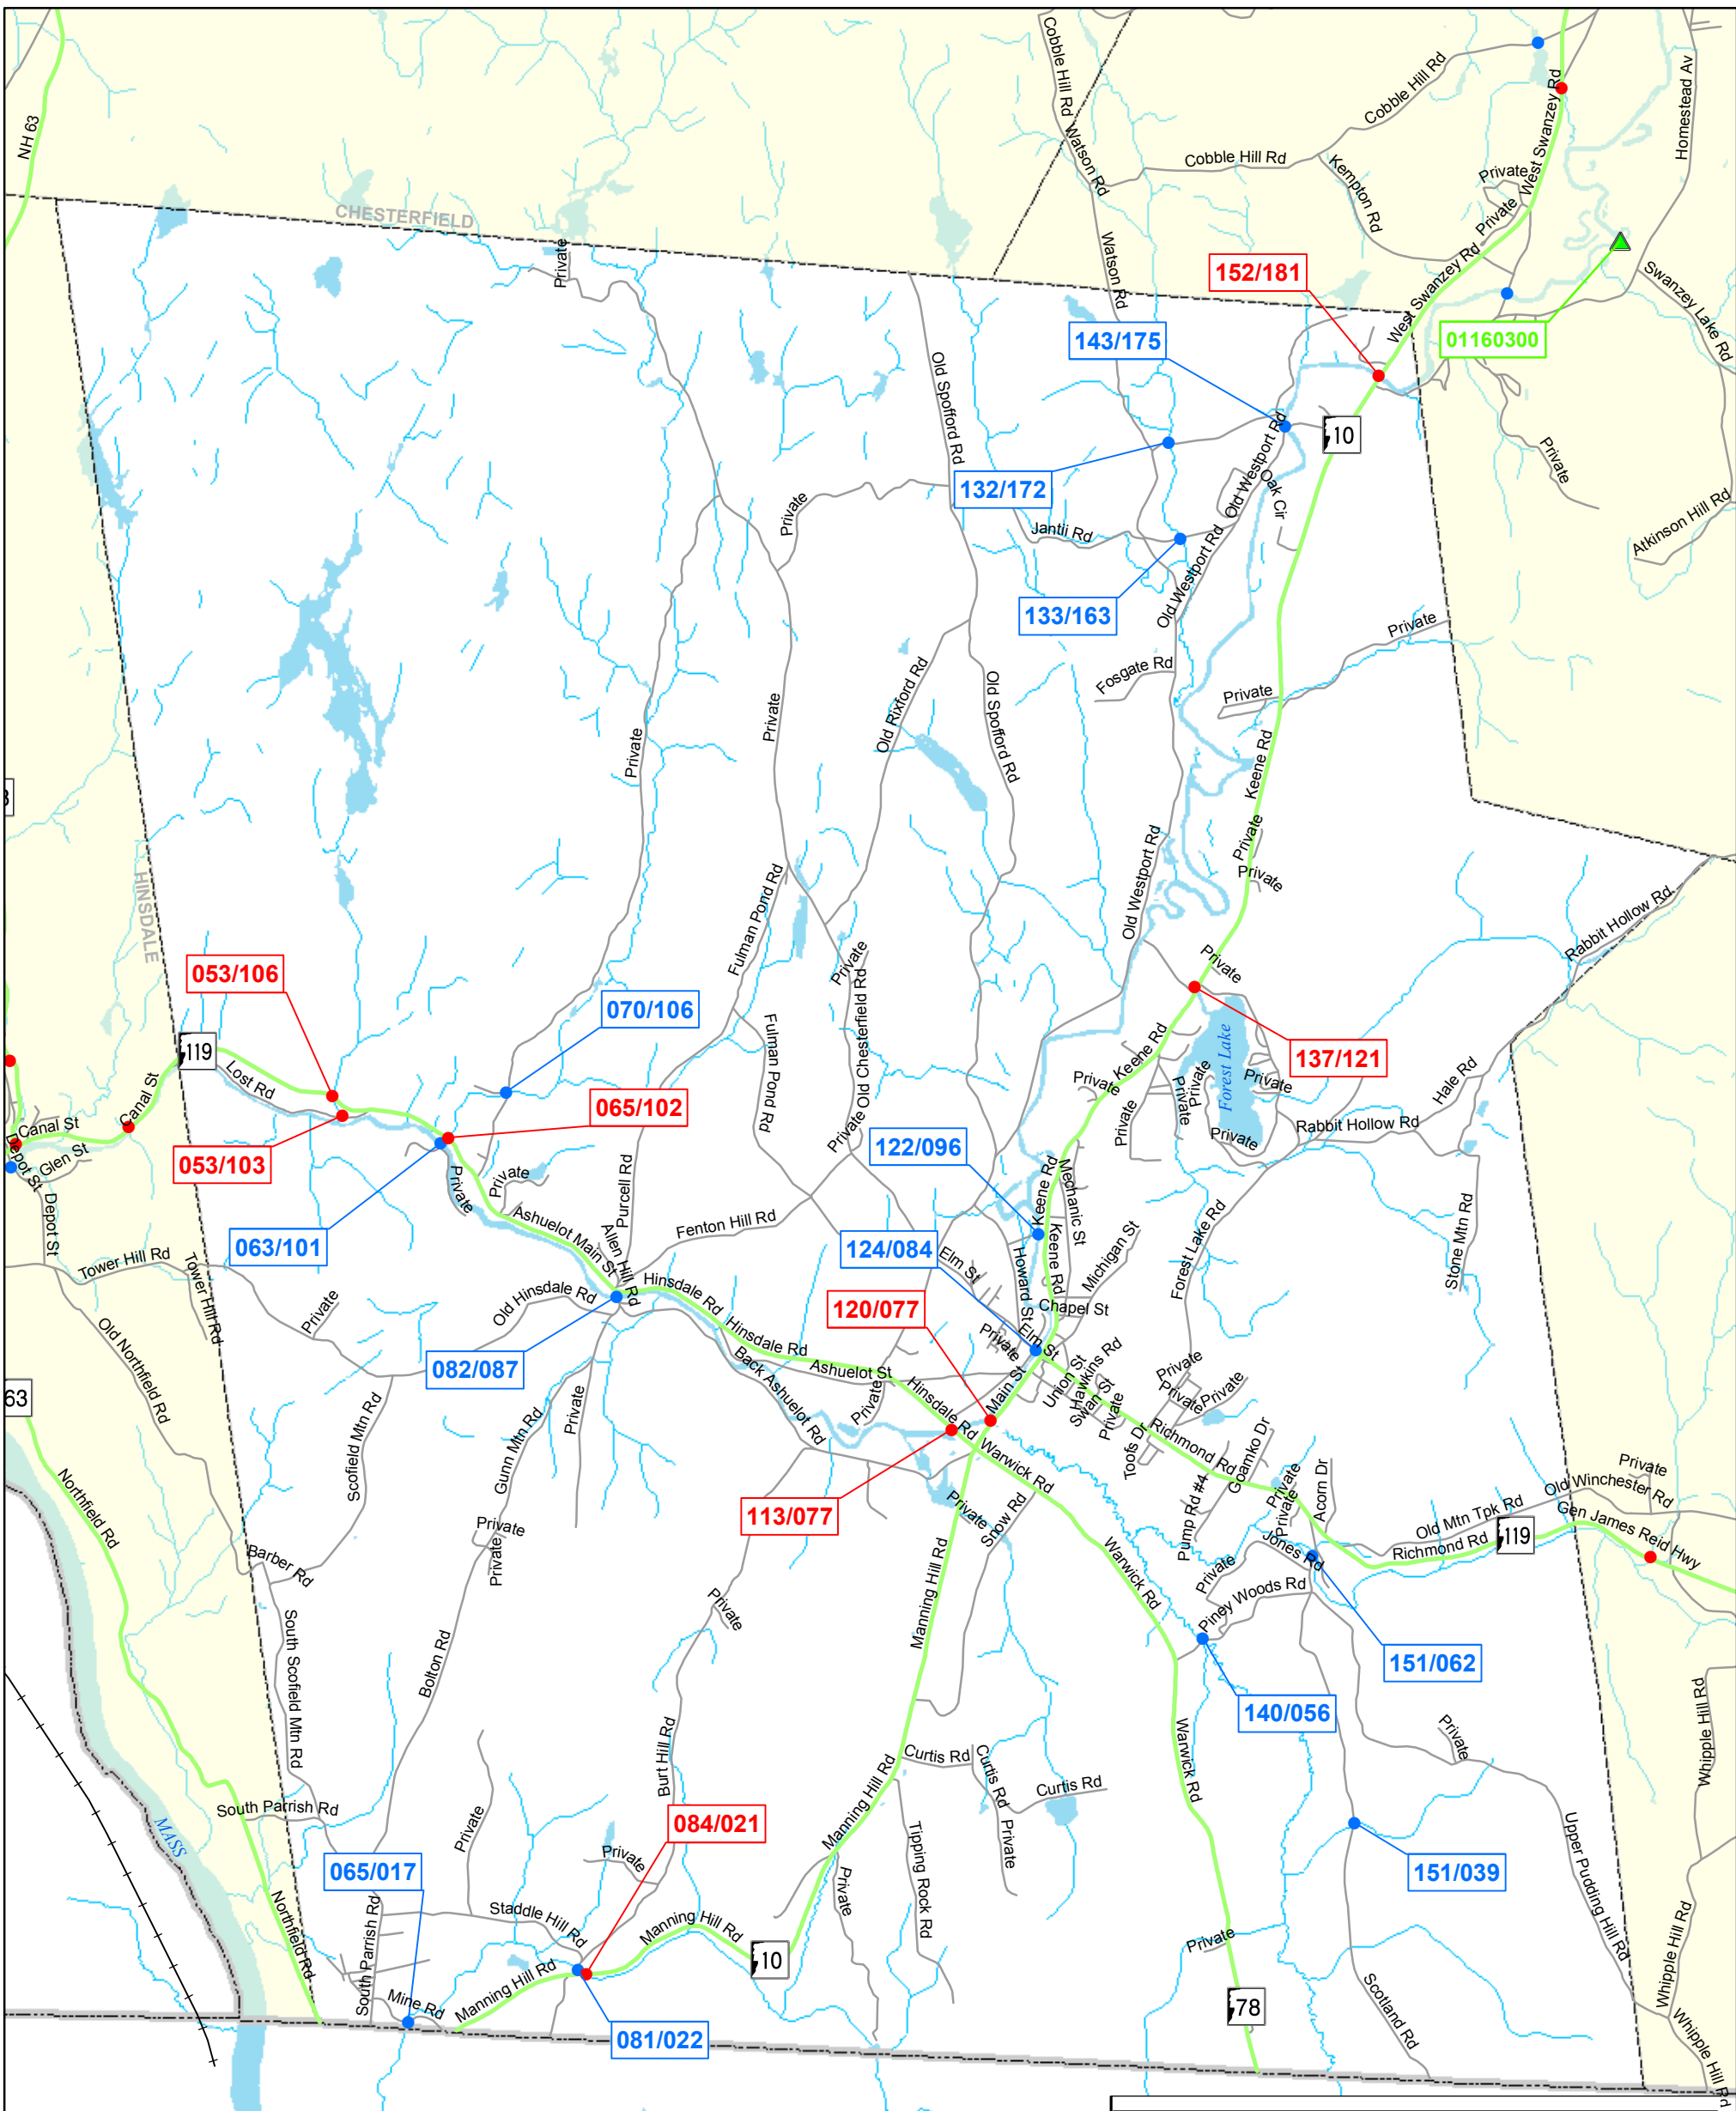 NH 63
Cobble Hill Rd
Watson Rd
Cobble Hill Rd
Cobble Hill Rd
Kempton Rd
West Swanzey Rd
Homestead Av
Private
Private
CHESTERFIELD
Private
Watson Rd
152/181
West Swanzey Rd
Swanzey Lake Rd
01160300
143/175
Old Spofford Rd
10
Old Westport Rd
Oak Cir
Private
132/172
Private
Jantii Rd
Atkinson Hill Rd
Old Westport Rd
133/163
Private
Fosgate Rd
Private
Old Rixford Rd
Old Spofford Rd
Private
Private
Keene Rd
Private
Private
HINSDALE
Fulman Pond Rd
Old Westport Rd
Rabbit Hollow Rd
Private
Private
053/106
070/106
Old Chesterfield Rd
Fulman Pond Rd
119
Lost Rd
065/102
Keene Rd
Forest Lake
137/121
Private
Private
Private
Private
Private
Hale Rd
Canal St
Canal St
Glen St
Depot St
Depot St
053/103
Private
Private
Purcell Rd
Private
122/096
Private
Rabbit Hollow Rd
063/101
Ashuelot Main St
Allen Hill Rd
Fenton Hill Rd
124/084
Keene Rd
Mechanic St
Keene Rd
Michigan St
Forest Lake Rd
Stone Mtn Rd
Tower Hill Rd
Tower Hill Rd
Private
Old Hinsdale Rd
Hinsdale Rd
Elm St
Howard St
Chapel St
120/077
Old Northfield Rd
082/087
Hinsdale Rd
Back Ashuelot Rd
Ashuelot St
Private
Elm St
Main St
Union St
Hawkins Rd
Swan St
Private
Private
Private
Private
63
Scofield Mtn Rd
Gunn Mtn Rd
Private
Private
Hinsdale Rd
Warwick Rd
Toofs Dr
Richmond Rd
Goamko Dr
Northfield Rd
113/077
Private
Snow Rd
Pump Rd #4
Private
Private
Acorn Dr
Old Mtn Tpk Rd
Old Winchester Rd
Private
Richmond Rd
119
Gen James Reid Hwy
Private
Private
Barber Rd
Manning Hill Rd
Warwick Rd
Jones Rd
Private
Piney Woods Rd
South Scofield Mtn Rd
Bolton Rd
Private
151/062
140/056
Whipple Hill Rd
MASS
South Parrish Rd
Burt Hill Rd
Manning Hill Rd
Curtis Rd
Curtis Rd
Curtis Rd
Warwick Rd
Private
Private
084/021
Private
Private
Tipping Rock Rd
Private
Upper Pudding Hill Rd
065/017
151/039
Northfield Rd
South Parrish Rd
Staddle Hill Rd
Manning Hill Rd
10
Private
Whipple Hill Rd
Mine Rd
Manning Hill Rd
081/022
78
Scotland Rd
Whipple Hill Rd